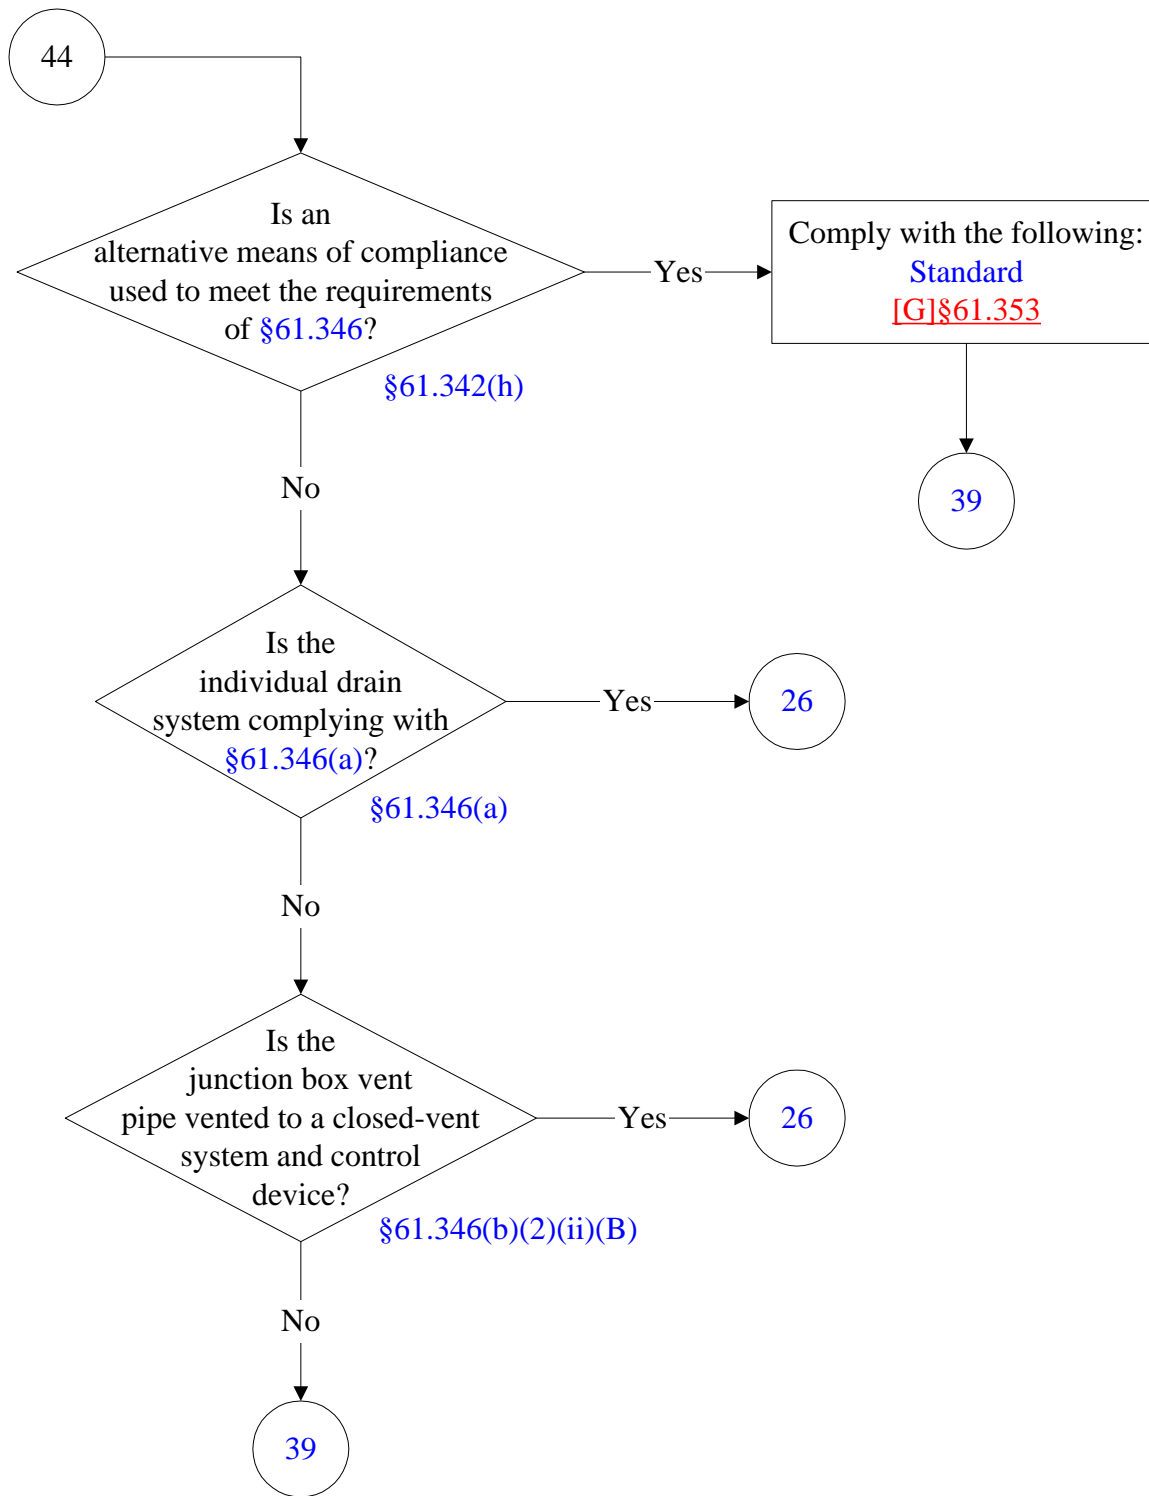 44
Is an
alternative means of compliance
used to meet the requirements
of §61.346?
§61.342(h)
Yes
Comply with the following:
Standard
[G]§61.353
39
No
Is the
individual drain
system complying with
§61.346(a)?
§61.346(a)
Yes
26
No
Is the
junction box vent
pipe vented to a closed-vent
system and control
device?
§61.346(b)(2)(ii)(B)
Yes
26
No
39